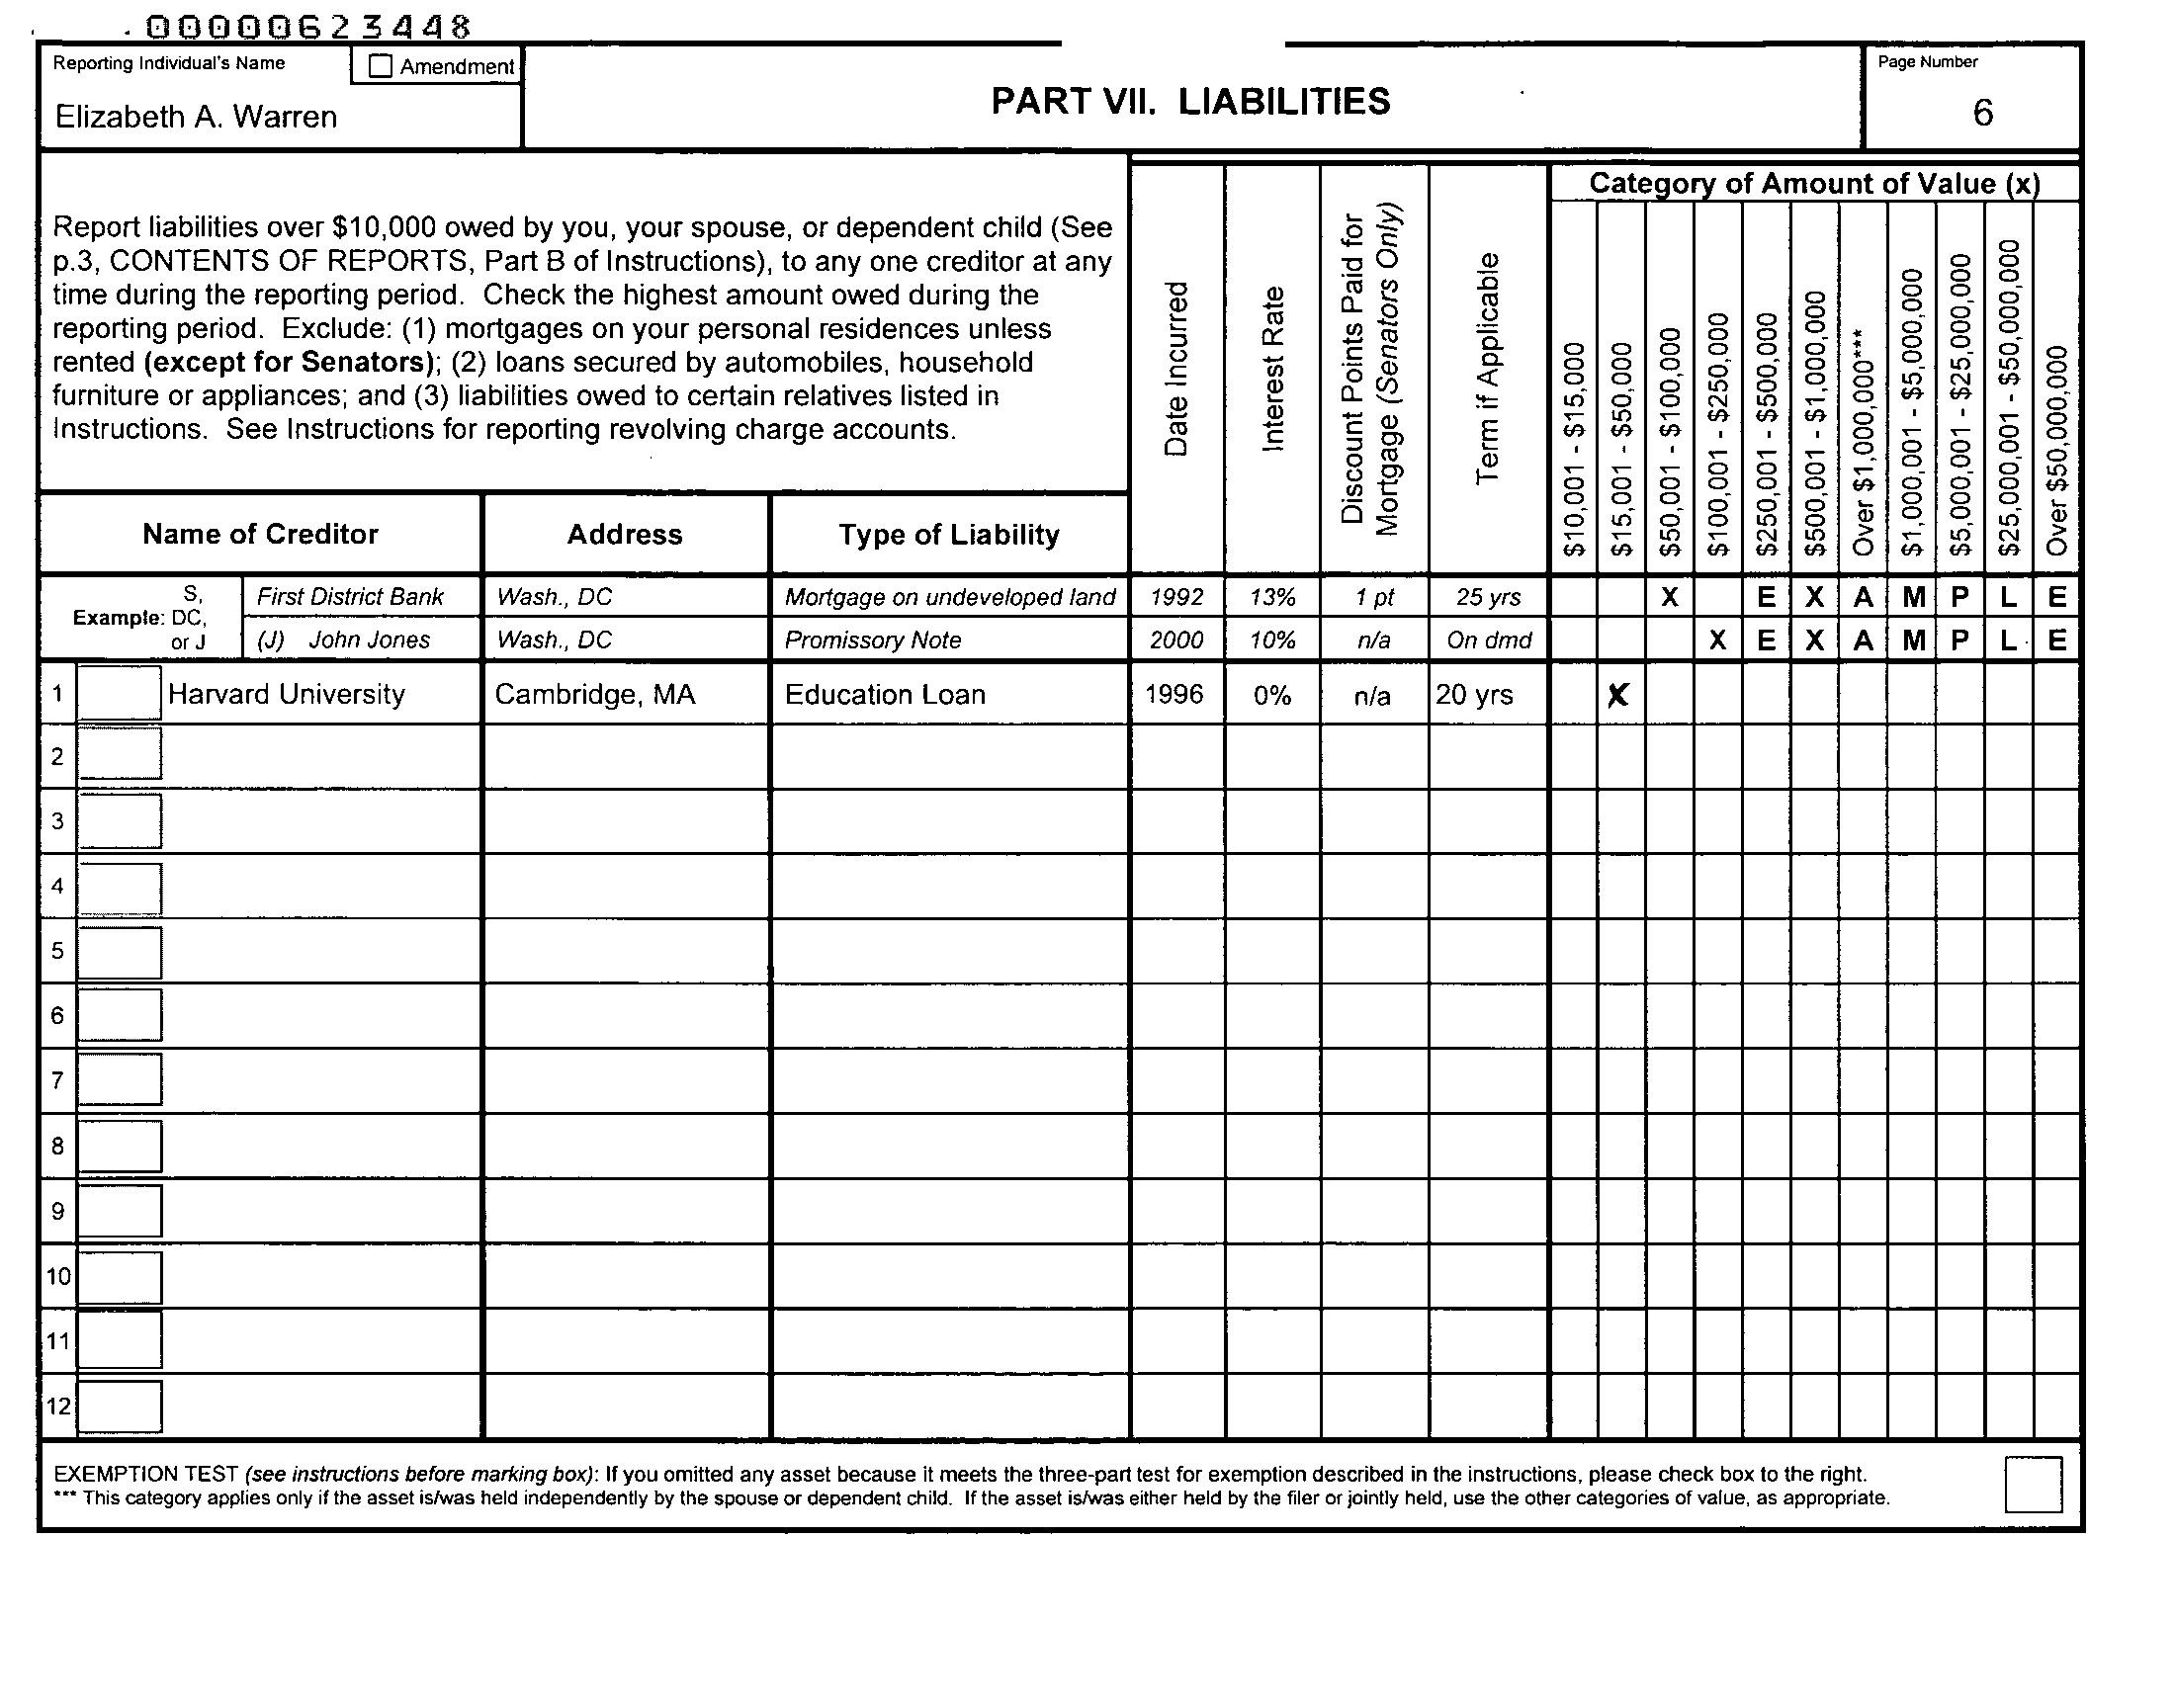 00000623448
Reporting Individual's Name
Amendment
Elizabeth A. Warren
PART VII. LIABILITIES
Page Number
6
Report liabilities over $10,000 owed by you, your spouse, or dependent child (See
p.3, CONTENTS OF REPORTS, Part B of Instructions), to any one creditor at any
time during the reporting period. Check the highest amount owed during the
reporting period. Exclude: (1) mortgages on your personal residences unless
rented (except for Senators); (2) loans secured by automobiles, household
furniture or appliances; and (3) liabilities owed to certain relatives listed in
Instructions. See Instructions for reporting revolving charge accounts.
Name of Creditor Address Type of Liability
Date Incurred
Interest Rate
Discount Points Paid for
Mortgage (Senators Only)
Term if Applicable
Category of Amount of Value (x)
$10,001 - $15,000
$15,001 - $50,000
$50,001 - $100,000
$100,001 - $250,000
$250,001 - $500,000
$500,001 - $1,000,000
Over $1,000,000***
$1,000,001 - $5,000,000
$5,000,001 - $25,000,000
$25,000,001 - $50,000,000
Over $50,000,000
Example: S,
DC,
or J
First District Bank Wash., DC Mortgage on undeveloped land 1992 13% 1 pt 25 yrs X E X A M P L E
(J) John Jones Wash., DC Promissory Note 2000 10% n/a On dmd X E X A M P L E
1 Harvard University Cambridge, MA Education Loan 1996 0% n/a 20 yrs X
2
3
4
5
6
7
8
9
10
11
12
EXEMPTION TEST (see instructions before marking box): If you omitted any asset because it meets the three-part test for exemption described in the instructions, please check box to the right.
*** This category applies only if the asset is/was held independently by the spouse or dependent child. If the asset is/was either held by the filer or jointly held, use the other categories of value, as appropriate.